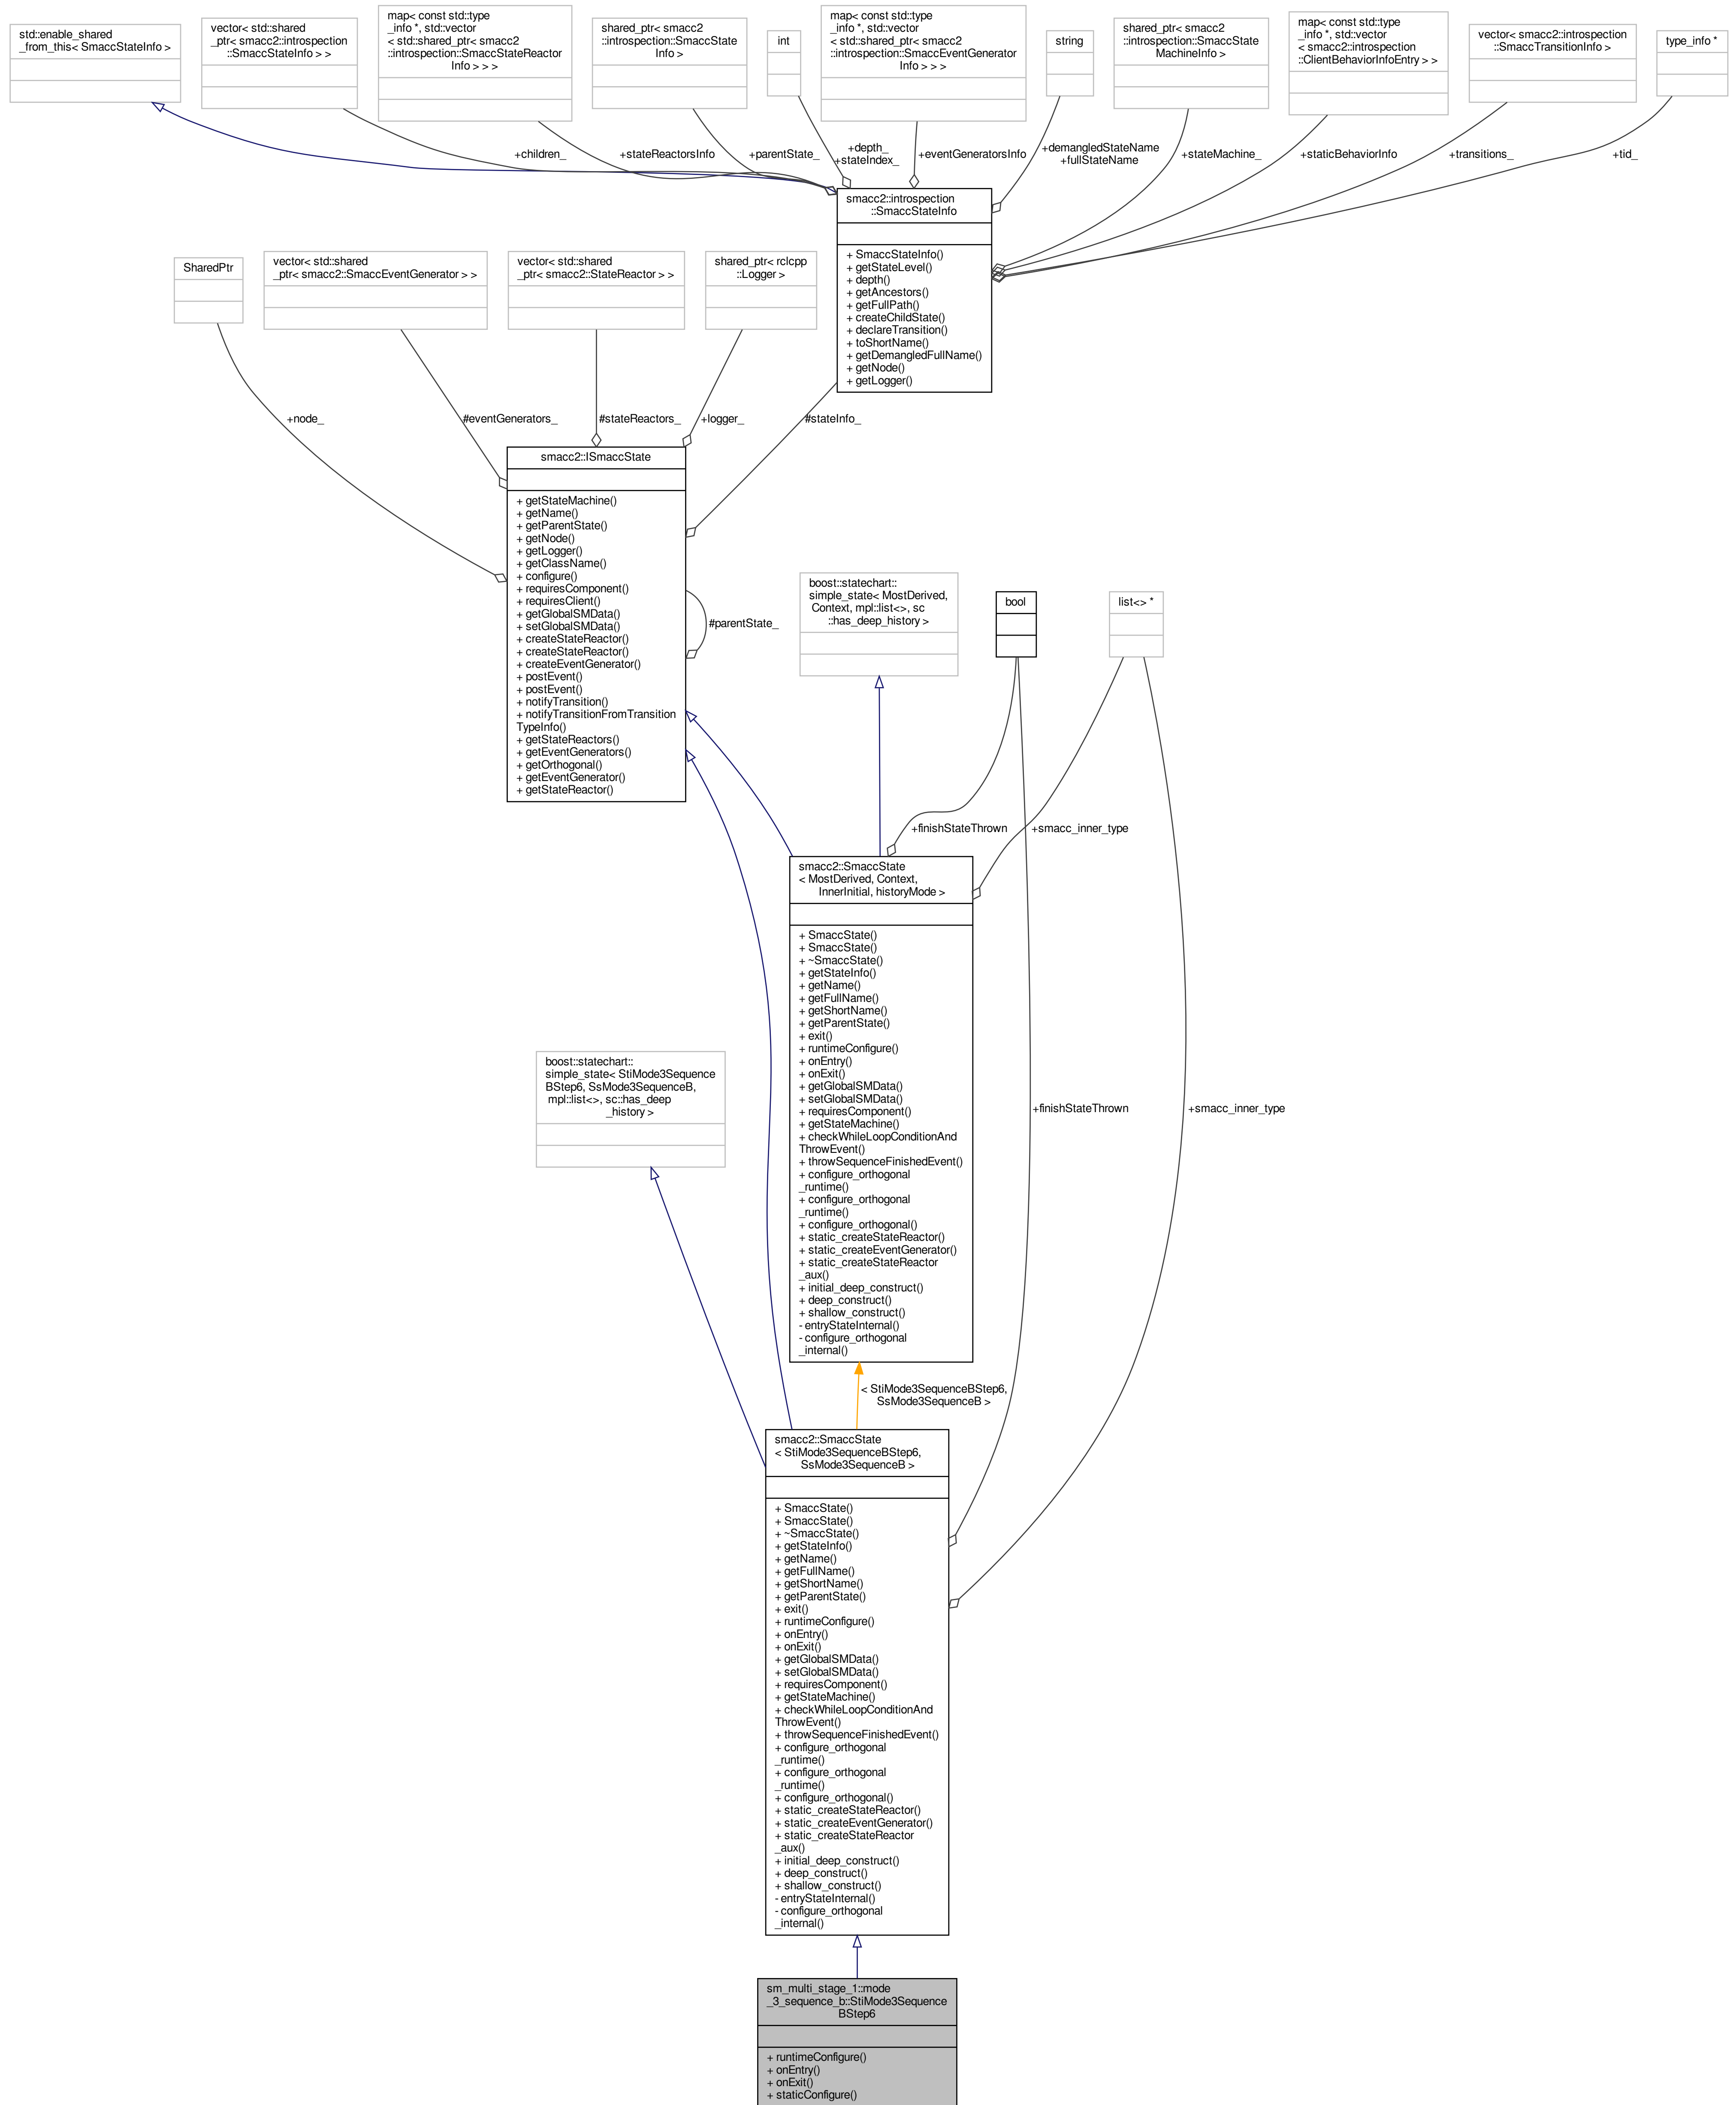 std::enable_shared
_from_this< SmaccStateInfo >
vector< std::shared
_ptr< smacc2::introspection
::SmaccStateInfo > >
map< const std::type
_info *, std::vector
< std::shared_ptr< smacc2
::introspection::SmaccStateReactor
Info > > >
shared_ptr< smacc2
::introspection::SmaccState
Info >
int
map< const std::type
_info *, std::vector
< std::shared_ptr< smacc2
::introspection::SmaccEventGenerator
Info > > >
string
shared_ptr< smacc2
::introspection::SmaccState
MachineInfo >
map< const std::type
_info *, std::vector
< smacc2::introspection
::ClientBehaviorInfoEntry > >
vector< smacc2::introspection
::SmaccTransitionInfo >
type_info *
+children_
+stateReactorsInfo
+parentState_
+depth_
+stateIndex_
+eventGeneratorsInfo
+demangledStateName
+fullStateName
+stateMachine_
+staticBehaviorInfo
+transitions_
+tid_
smacc2::introspection
::SmaccStateInfo
+ SmaccStateInfo()
+ getStateLevel()
+ depth()
+ getAncestors()
+ getFullPath()
+ createChildState()
+ declareTransition()
+ toShortName()
+ getDemangledFullName()
+ getNode()
+ getLogger()
SharedPtr
vector< std::shared
_ptr< smacc2::SmaccEventGenerator > >
vector< std::shared
_ptr< smacc2::StateReactor > >
shared_ptr< rclcpp
::Logger >
+node_
#eventGenerators_
#stateReactors_
+logger_
#stateInfo_
smacc2::ISmaccState
+ getStateMachine()
+ getName()
+ getParentState()
+ getNode()
+ getLogger()
+ getClassName()
+ configure()
+ requiresComponent()
+ requiresClient()
+ getGlobalSMData()
+ setGlobalSMData()
+ createStateReactor()
+ createStateReactor()
+ createEventGenerator()
+ postEvent()
+ postEvent()
+ notifyTransition()
+ notifyTransitionFromTransition
TypeInfo()
+ getStateReactors()
+ getEventGenerators()
+ getOrthogonal()
+ getEventGenerator()
+ getStateReactor()
#parentState_
boost::statechart::
simple_state< MostDerived,
Context, mpl::list<>, sc
::has_deep_history >
bool
list<> *
+finishStateThrown
+smacc_inner_type
smacc2::SmaccState
< MostDerived, Context,
InnerInitial, historyMode >
+ SmaccState()
+ SmaccState()
+ ~SmaccState()
+ getStateInfo()
+ getName()
+ getFullName()
+ getShortName()
+ getParentState()
+ exit()
+ runtimeConfigure()
+ onEntry()
+ onExit()
+ getGlobalSMData()
+ setGlobalSMData()
+ requiresComponent()
+ getStateMachine()
+ checkWhileLoopConditionAnd
ThrowEvent()
+ throwSequenceFinishedEvent()
+ configure_orthogonal
_runtime()
+ configure_orthogonal
_runtime()
+ configure_orthogonal()
+ static_createStateReactor()
+ static_createEventGenerator()
+ static_createStateReactor
_aux()
+ initial_deep_construct()
+ deep_construct()
+ shallow_construct()
- entryStateInternal()
- configure_orthogonal
_internal()
boost::statechart::
simple_state< StiMode3Sequence
BStep6, SsMode3SequenceB,
mpl::list<>, sc::has_deep
_history >
+finishStateThrown
+smacc_inner_type
< StiMode3SequenceBStep6,
SsMode3SequenceB >
smacc2::SmaccState
< StiMode3SequenceBStep6,
SsMode3SequenceB >
+ SmaccState()
+ SmaccState()
+ ~SmaccState()
+ getStateInfo()
+ getName()
+ getFullName()
+ getShortName()
+ getParentState()
+ exit()
+ runtimeConfigure()
+ onEntry()
+ onExit()
+ getGlobalSMData()
+ setGlobalSMData()
+ requiresComponent()
+ getStateMachine()
+ checkWhileLoopConditionAnd
ThrowEvent()
+ throwSequenceFinishedEvent()
+ configure_orthogonal
_runtime()
+ configure_orthogonal
_runtime()
+ configure_orthogonal()
+ static_createStateReactor()
+ static_createEventGenerator()
+ static_createStateReactor
_aux()
+ initial_deep_construct()
+ deep_construct()
+ shallow_construct()
- entryStateInternal()
- configure_orthogonal
_internal()
sm_multi_stage_1::mode
_3_sequence_b::StiMode3Sequence
BStep6
+ runtimeConfigure()
+ onEntry()
+ onExit()
+ staticConfigure()